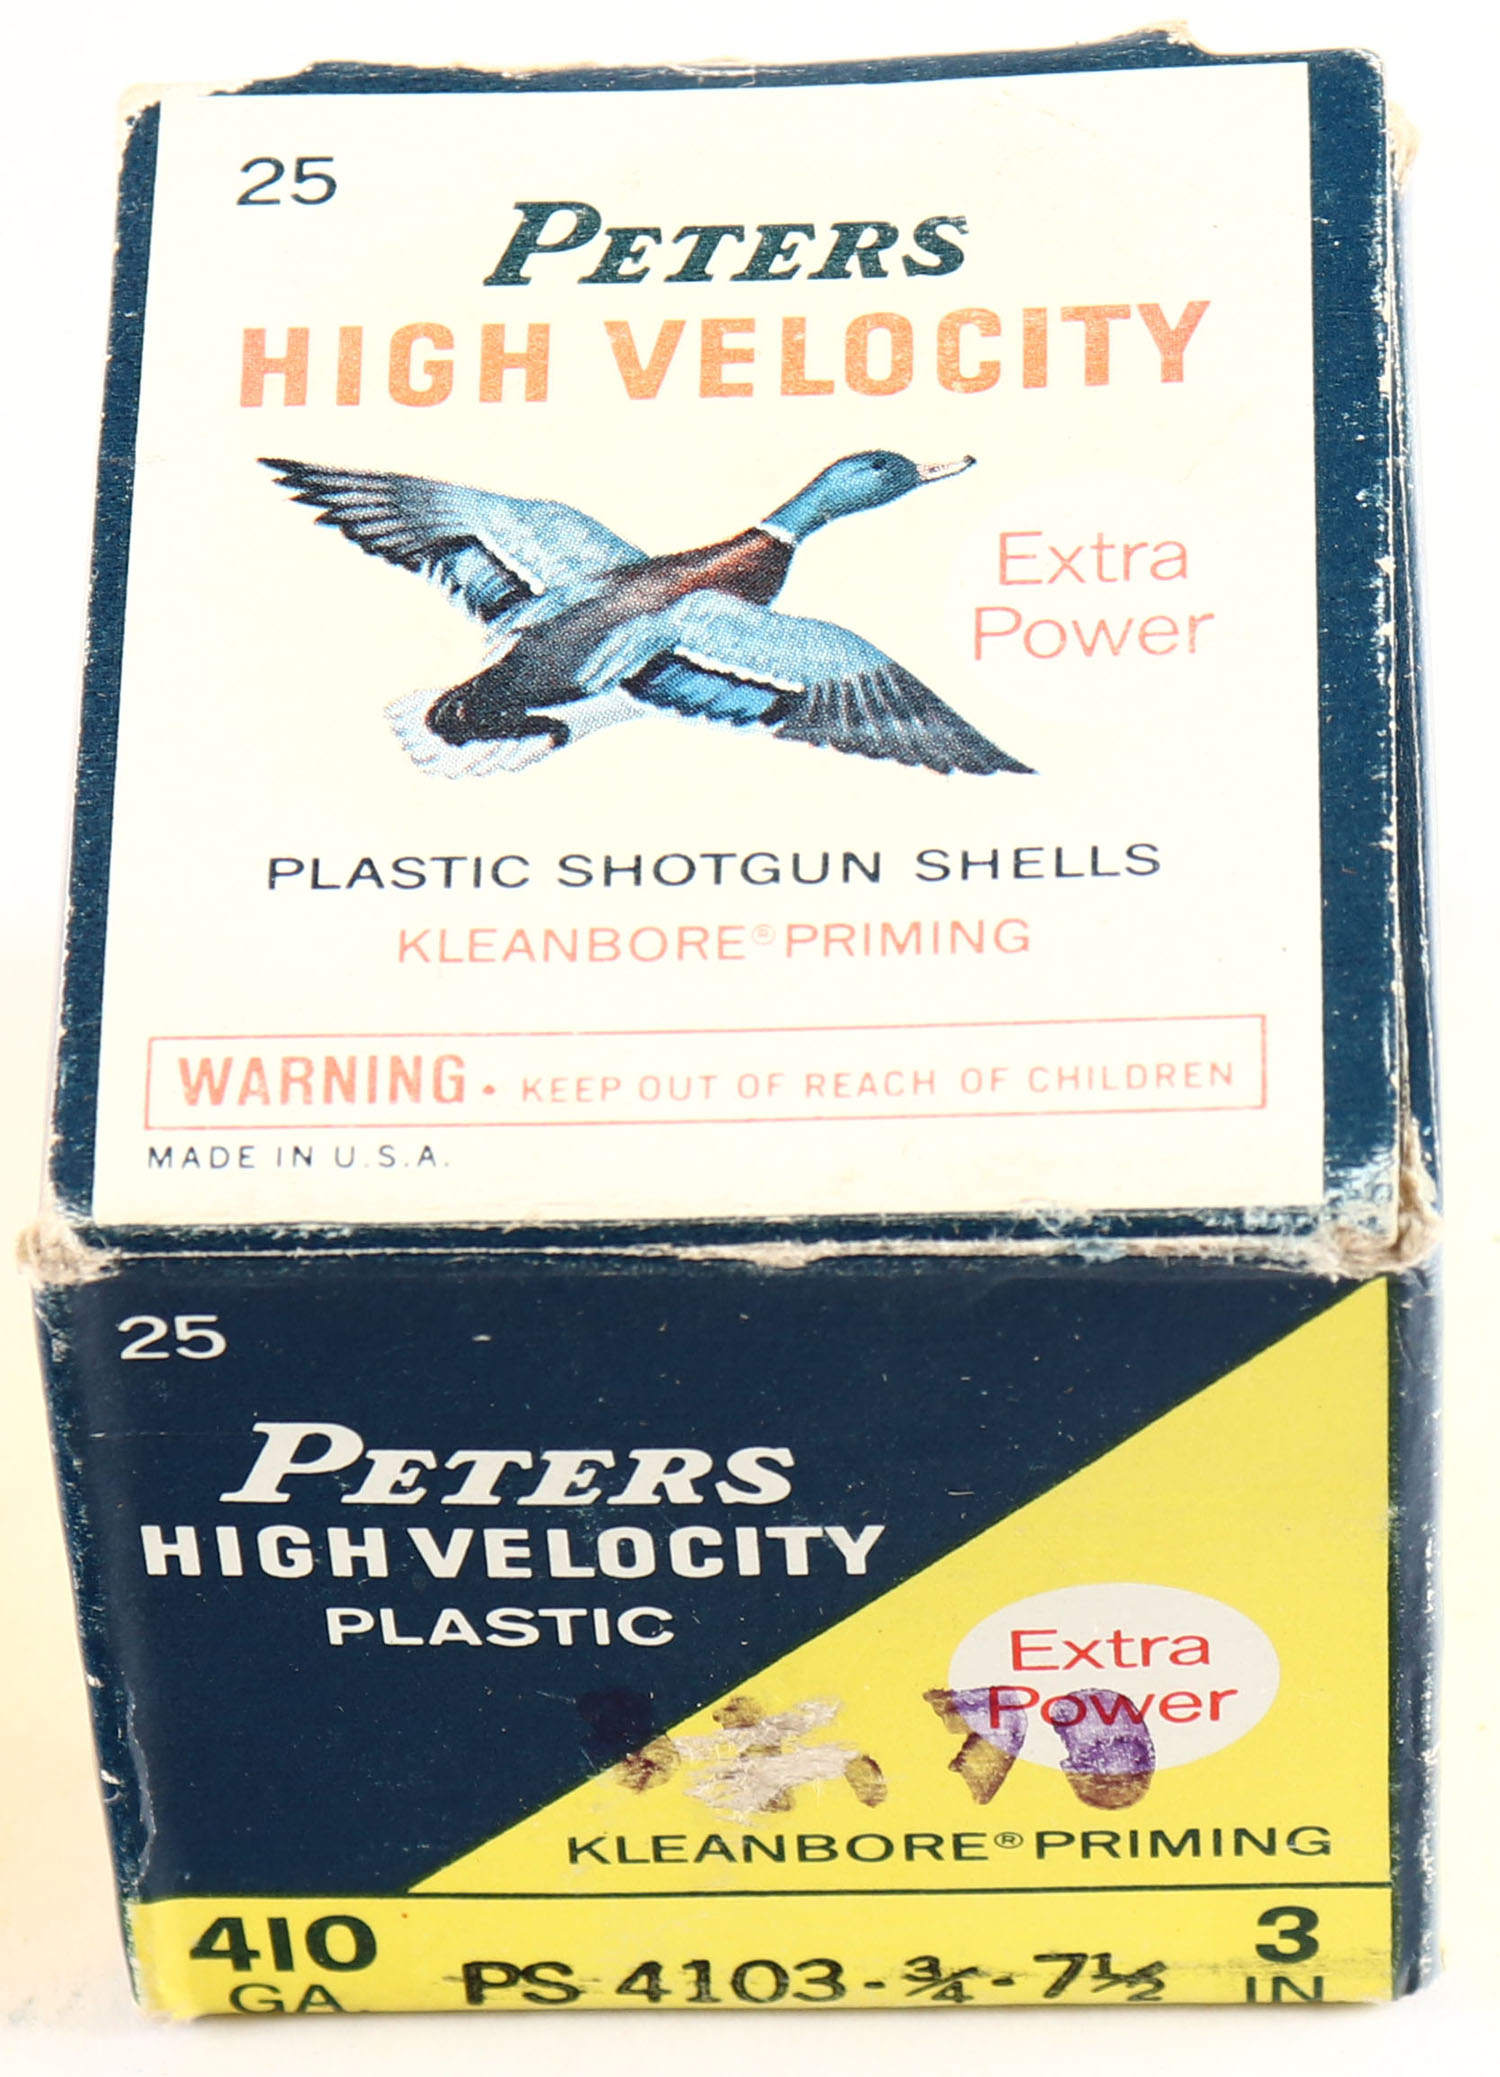 25
PETERS
HIGH VELOCITY
Extra
Power
PLASTIC SHOTGUN SHELLS
KLEANBORE® PRIMING
WARNING • KEEP OUT OF REACH OF CHILDREN
MADE IN U.S.A.
25
PETERS
HIGH VELOCITY
PLASTIC
Extra
Power
KLEANBORE® PRIMING
410
GA.
PS 4103-¾-7½
3
IN